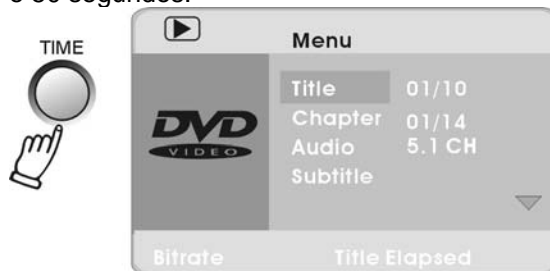 TIME
Menu
Title 01/10
Chapter 01/14
Audio 5.1 CH
Subtitle
DVD
VIDEO
Bitrate Title Elapsed